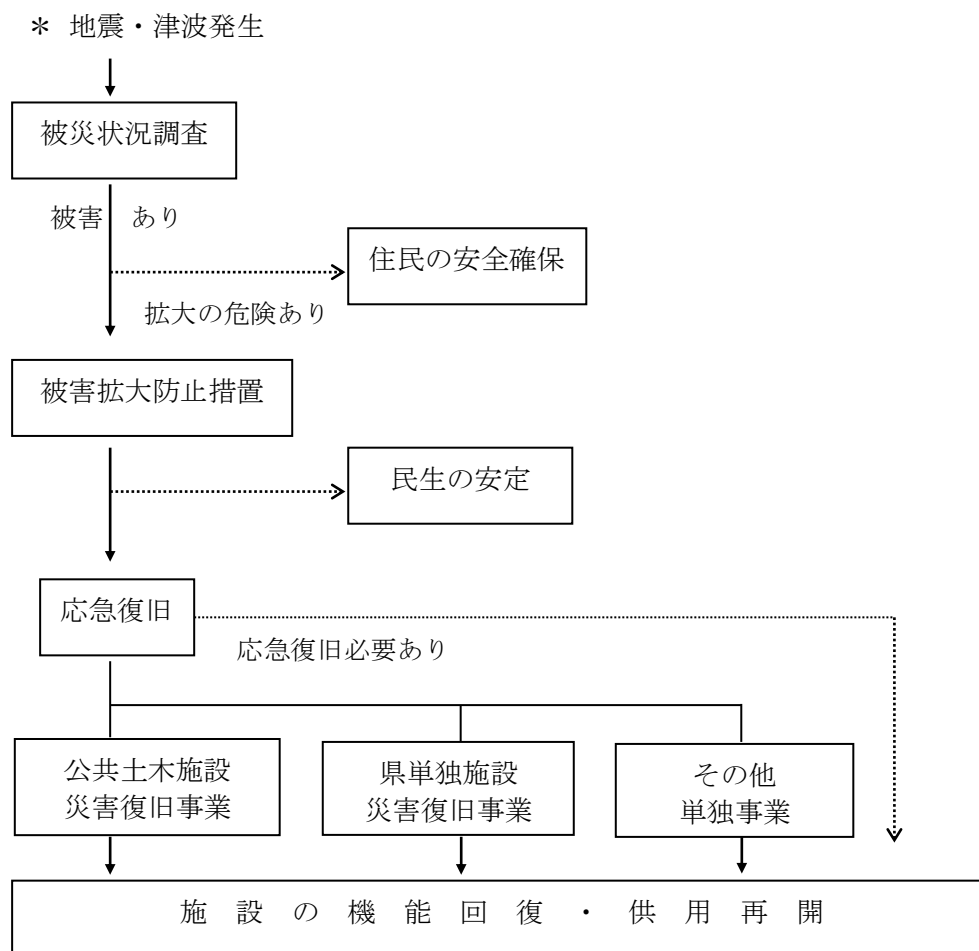 ＊ 地震・津波発生
被災状況調査
被害 あり
住民の安全確保
拡大の危険あり
被害拡大防止措置
民生の安定
応急復旧
応急復旧必要あり
公共土木施設
災害復旧事業
県単独施設
災害復旧事業
その他
単独事業
施設の機能回復・供用再開